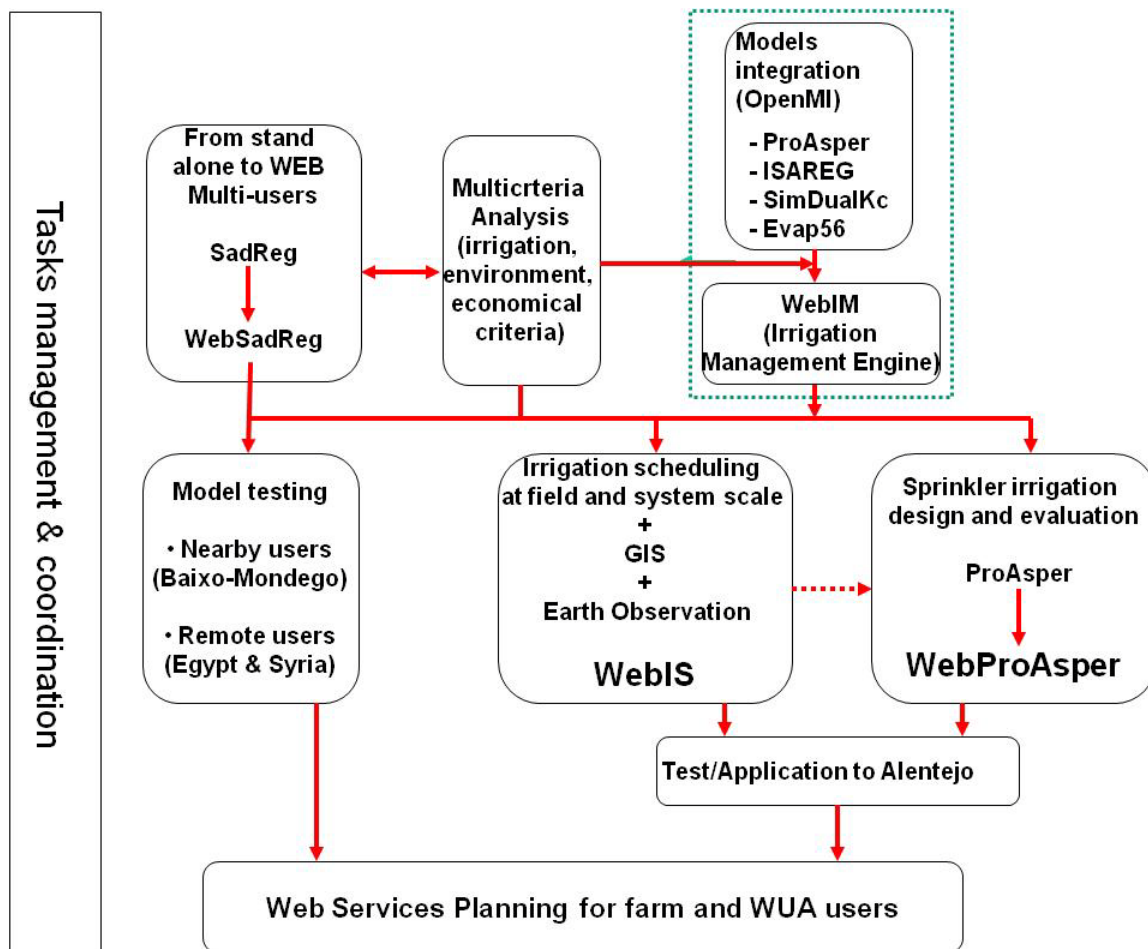 Tasks management & coordination
From stand
alone to WEB
Multi-users
SadReg
WebSadReg
Multicrteria
Analysis
(irrigation,
environment,
economical
criteria)
Models
integration
(OpenMI)
- ProAsper
- ISAREG
- SimDualKc
- Evap56
WebIM
(Irrigation
Management Engine)
Model testing
• Nearby users
(Baixo-Mondego)
• Remote users
(Egypt & Syria)
Irrigation scheduling
at field and system scale
+
GIS
+
Earth Observation
WebIS
Sprinkler irrigation
design and evaluation
ProAsper
WebProAsper
Test/Application to Alentejo
Web Services Planning for farm and WUA users